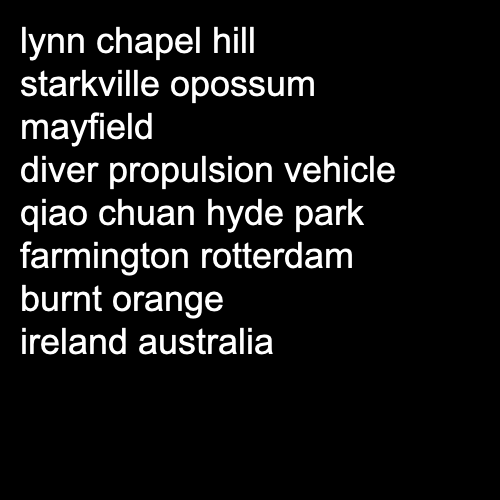 lynn chapel hill
starkville opossum
mayfield
diver propulsion vehicle
qiao chuan hyde park
farmington rotterdam
burnt orange
ireland australia